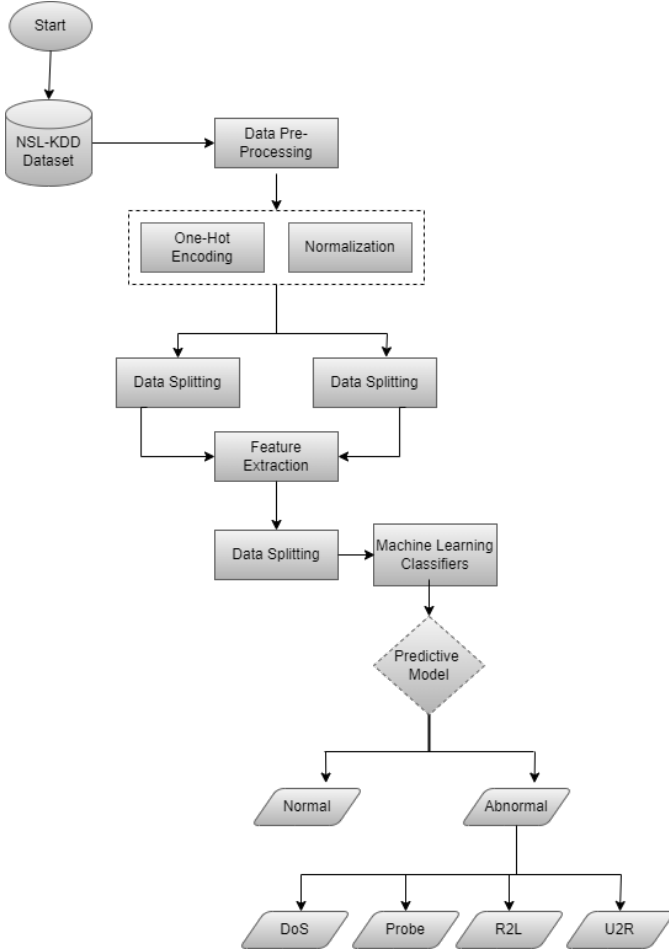 Start
NSL-KDD
Dataset
Data Pre-
Processing
One-Hot
Encoding
Normalization
Data Splitting
Data Splitting
Feature
Extraction
Data Splitting
Machine Learning
Classifiers
Predictive
Model
Normal
Abnormal
DoS
Probe
R2L
U2R